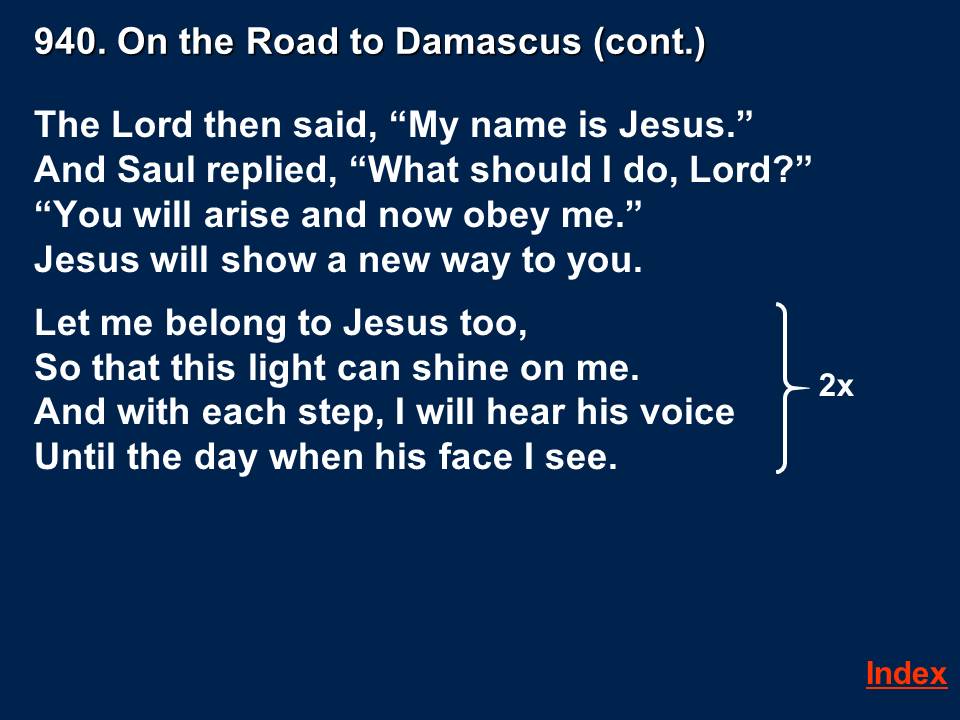 940. On the Road to Damascus (cont.)
The Lord then said, “My name is Jesus.”
And Saul replied, “What should I do, Lord?”
“You will arise and now obey me.”
Jesus will show a new way to you.
Let me belong to Jesus too,
So that this light can shine on me.
And with each step, I will hear his voice
Until the day when his face I see.
2x
Index